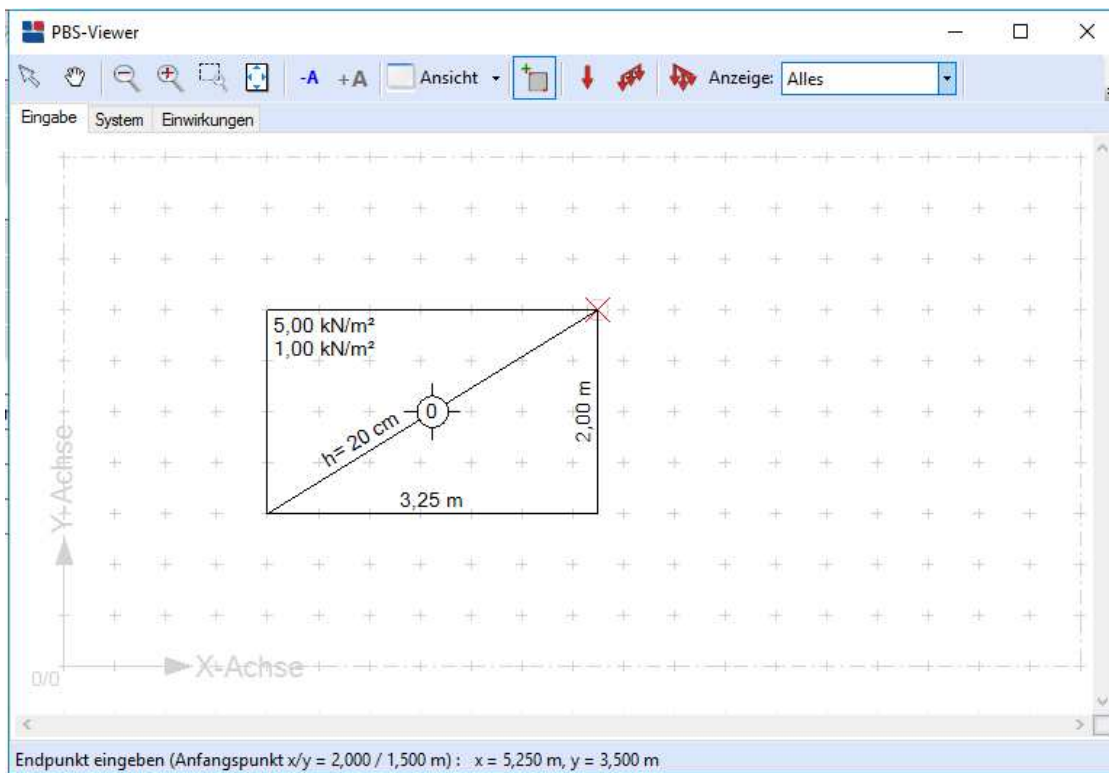 PBS-Viewer
-A +A Ansicht Anzeige: Alles
Eingabe System Einwirkungen
5,00 kN/m²
1,00 kN/m²
h= 20 cm
0
2,00 m
3,25 m
Y-Achse
X-Achse
0/0
Endpunkt eingeben (Anfangspunkt x/y = 2,000 / 1,500 m) : x = 5,250 m, y = 3,500 m